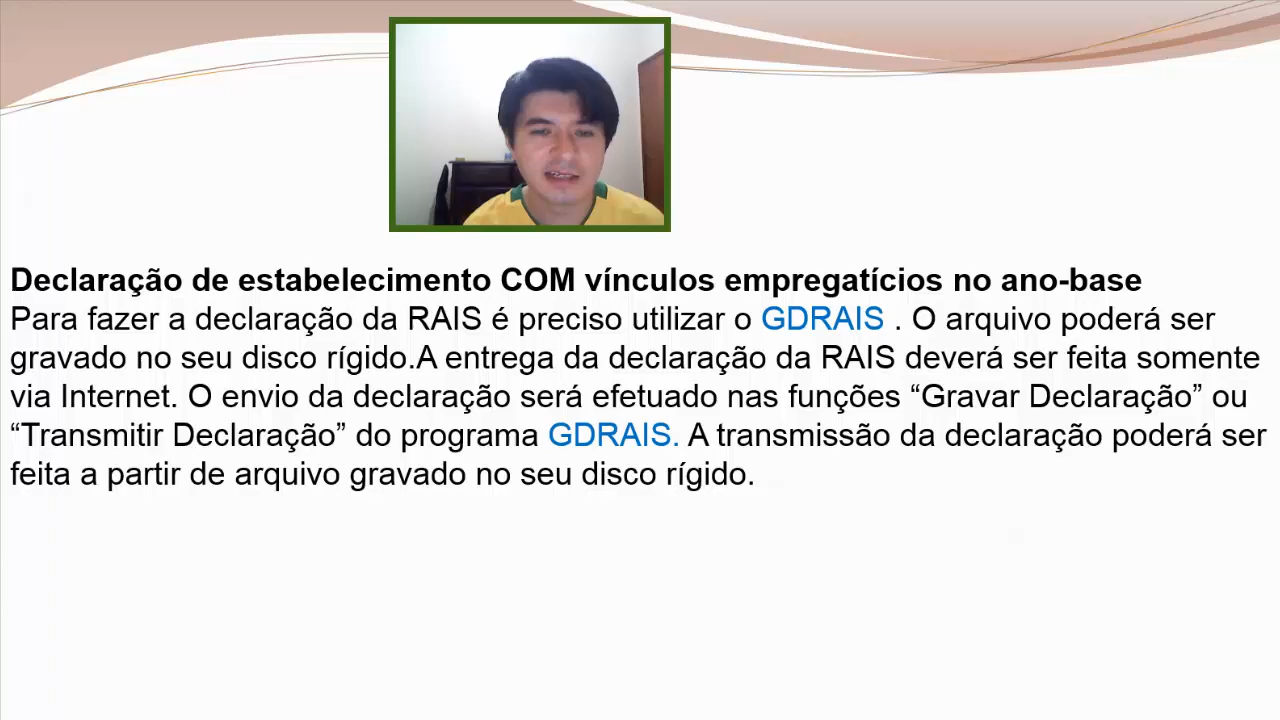 Declaração de estabelecimento COM vínculos empregatícios no ano-base
Para fazer a declaração da RAIS é preciso utilizar o GDRAIS . O arquivo poderá ser
gravado no seu disco rígido.A entrega da declaração da RAIS deverá ser feita somente
via Internet. O envio da declaração será efetuado nas funções “Gravar Declaração” ou
“Transmitir Declaração” do programa GDRAIS. A transmissão da declaração poderá ser
feita a partir de arquivo gravado no seu disco rígido.